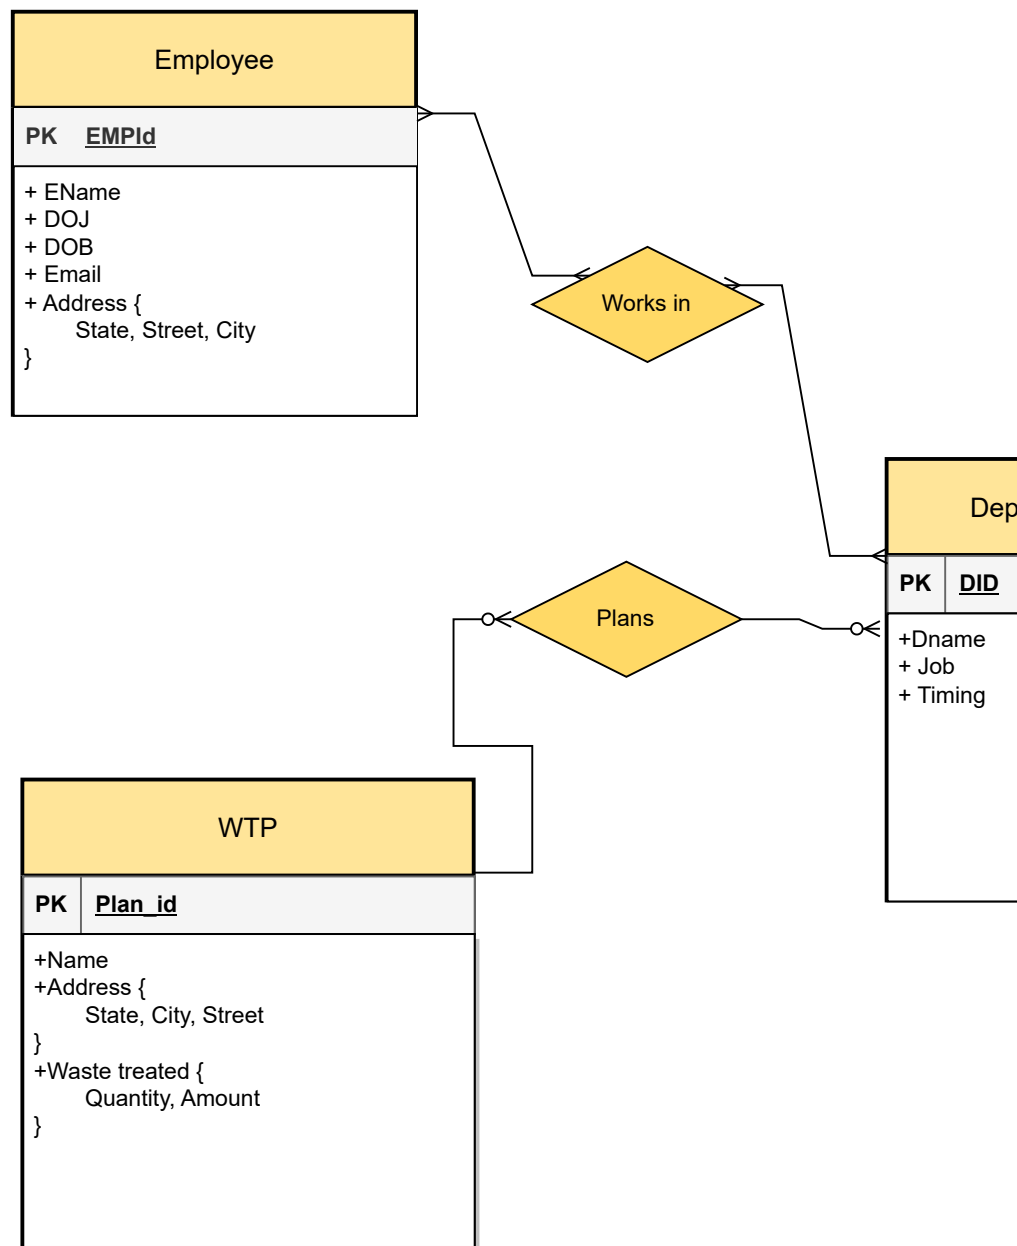 Employee
PK EMPId
+ EName
+ DOJ
+ DOB
+ Email
+ Address {
State, Street, City
}
Works in
Dep
PK DID
+Dname
+ Job
+ Timing
Plans
WTP
PK Plan_id
+Name
+Address {
State, City, Street
}
+Waste treated {
Quantity, Amount
}